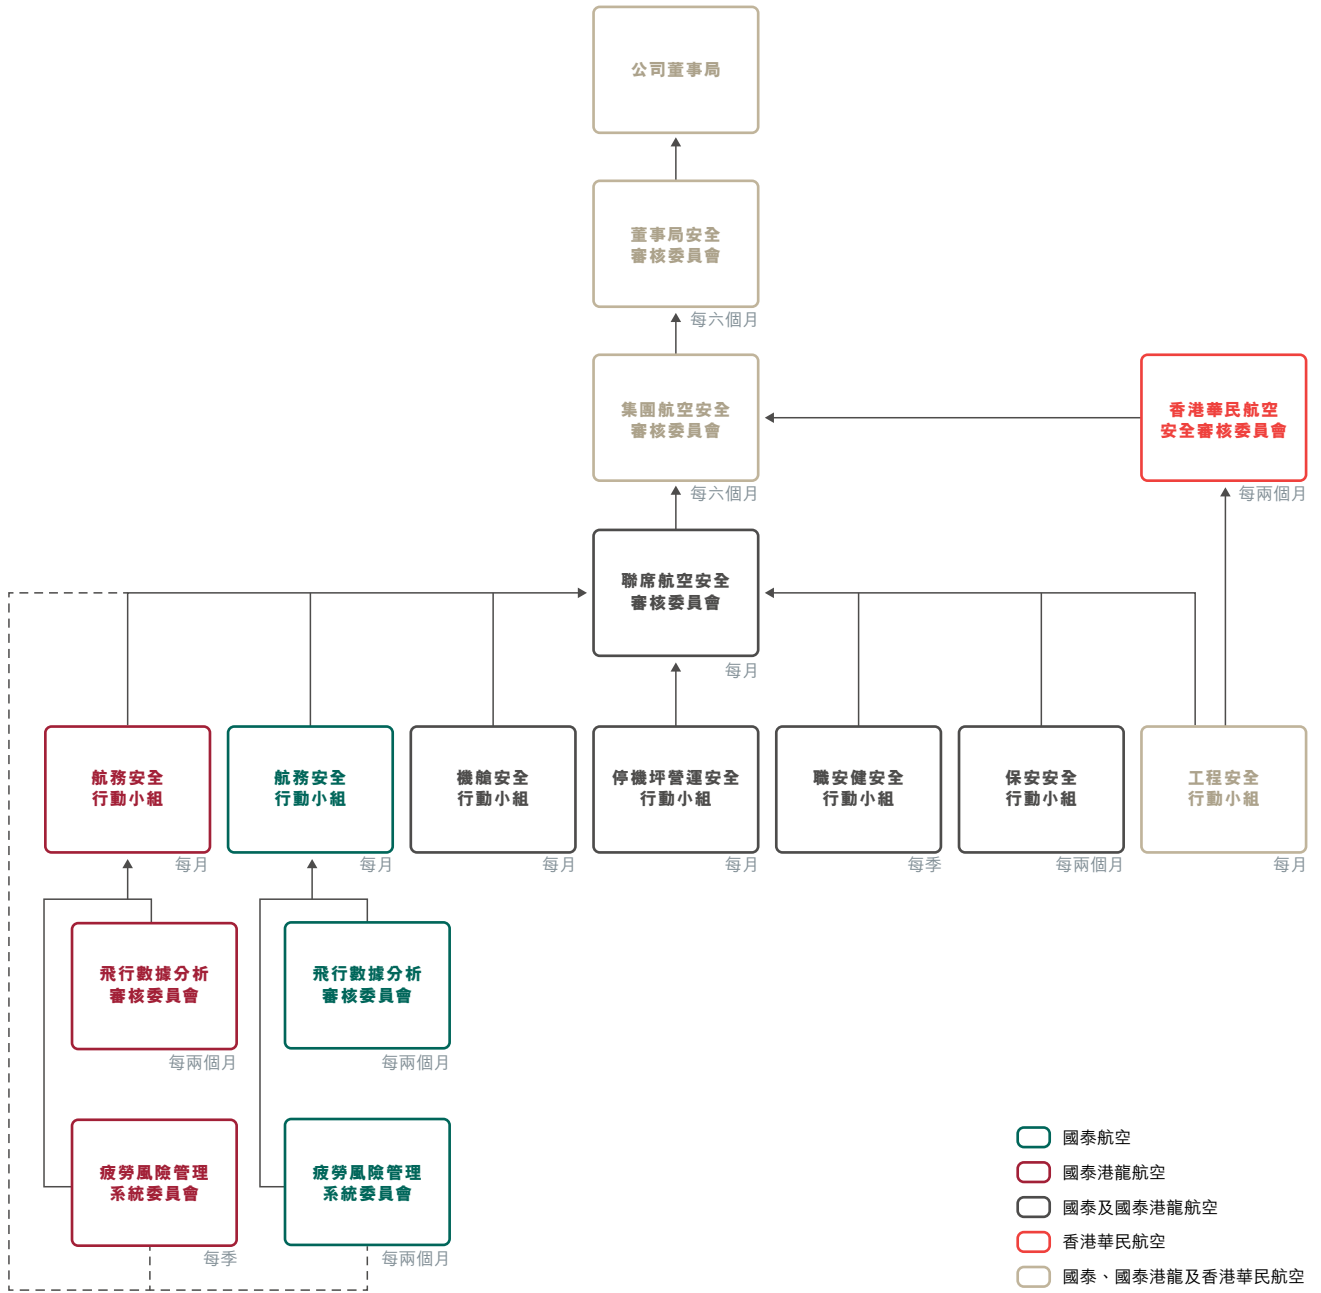 公司董事局
董事局安全
審核委員會
每六個月
集團航空安全
審核委員會
每六個月
香港華民航空
安全審核委員會
每兩個月
聯席航空安全
審核委員會
每月
航務安全
行動小組
每月
航務安全
行動小組
每月
機艙安全
行動小組
每月
停機坪營運安全
行動小組
每月
職安健安全
行動小組
每季
保安安全
行動小組
每兩個月
工程安全
行動小組
每月
飛行數據分析
審核委員會
每兩個月
飛行數據分析
審核委員會
每兩個月
疲勞風險管理
系統委員會
每季
疲勞風險管理
系統委員會
每兩個月
國泰航空
國泰港龍航空
國泰及國泰港龍航空
香港華民航空
國泰、國泰港龍及香港華民航空